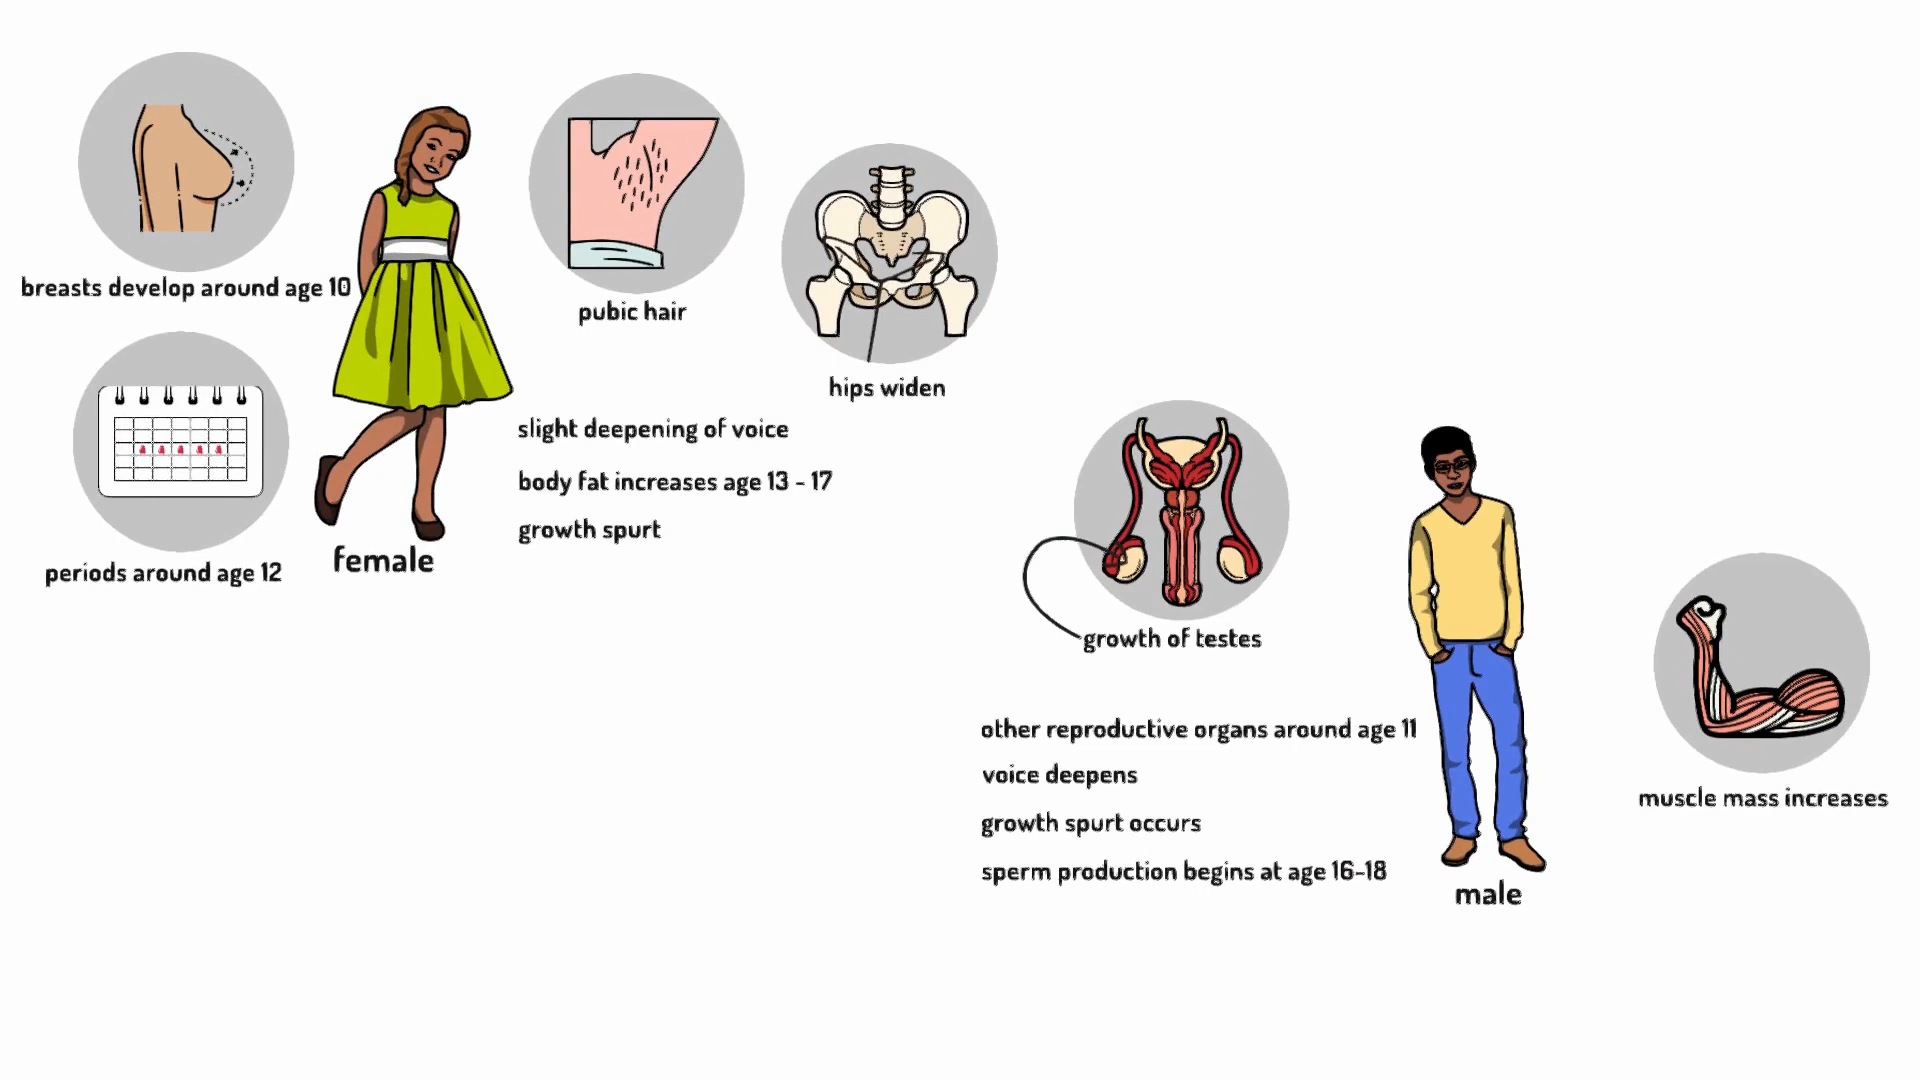 breasts develop around age 10
periods around age 12
female
pubic hair
hips widen
slight deepening of voice
body fat increases age 13 - 17
growth spurt
growth of testes
other reproductive organs around age 11
voice deepens
growth spurt occurs
sperm production begins at age 16-18
male
muscle mass increases